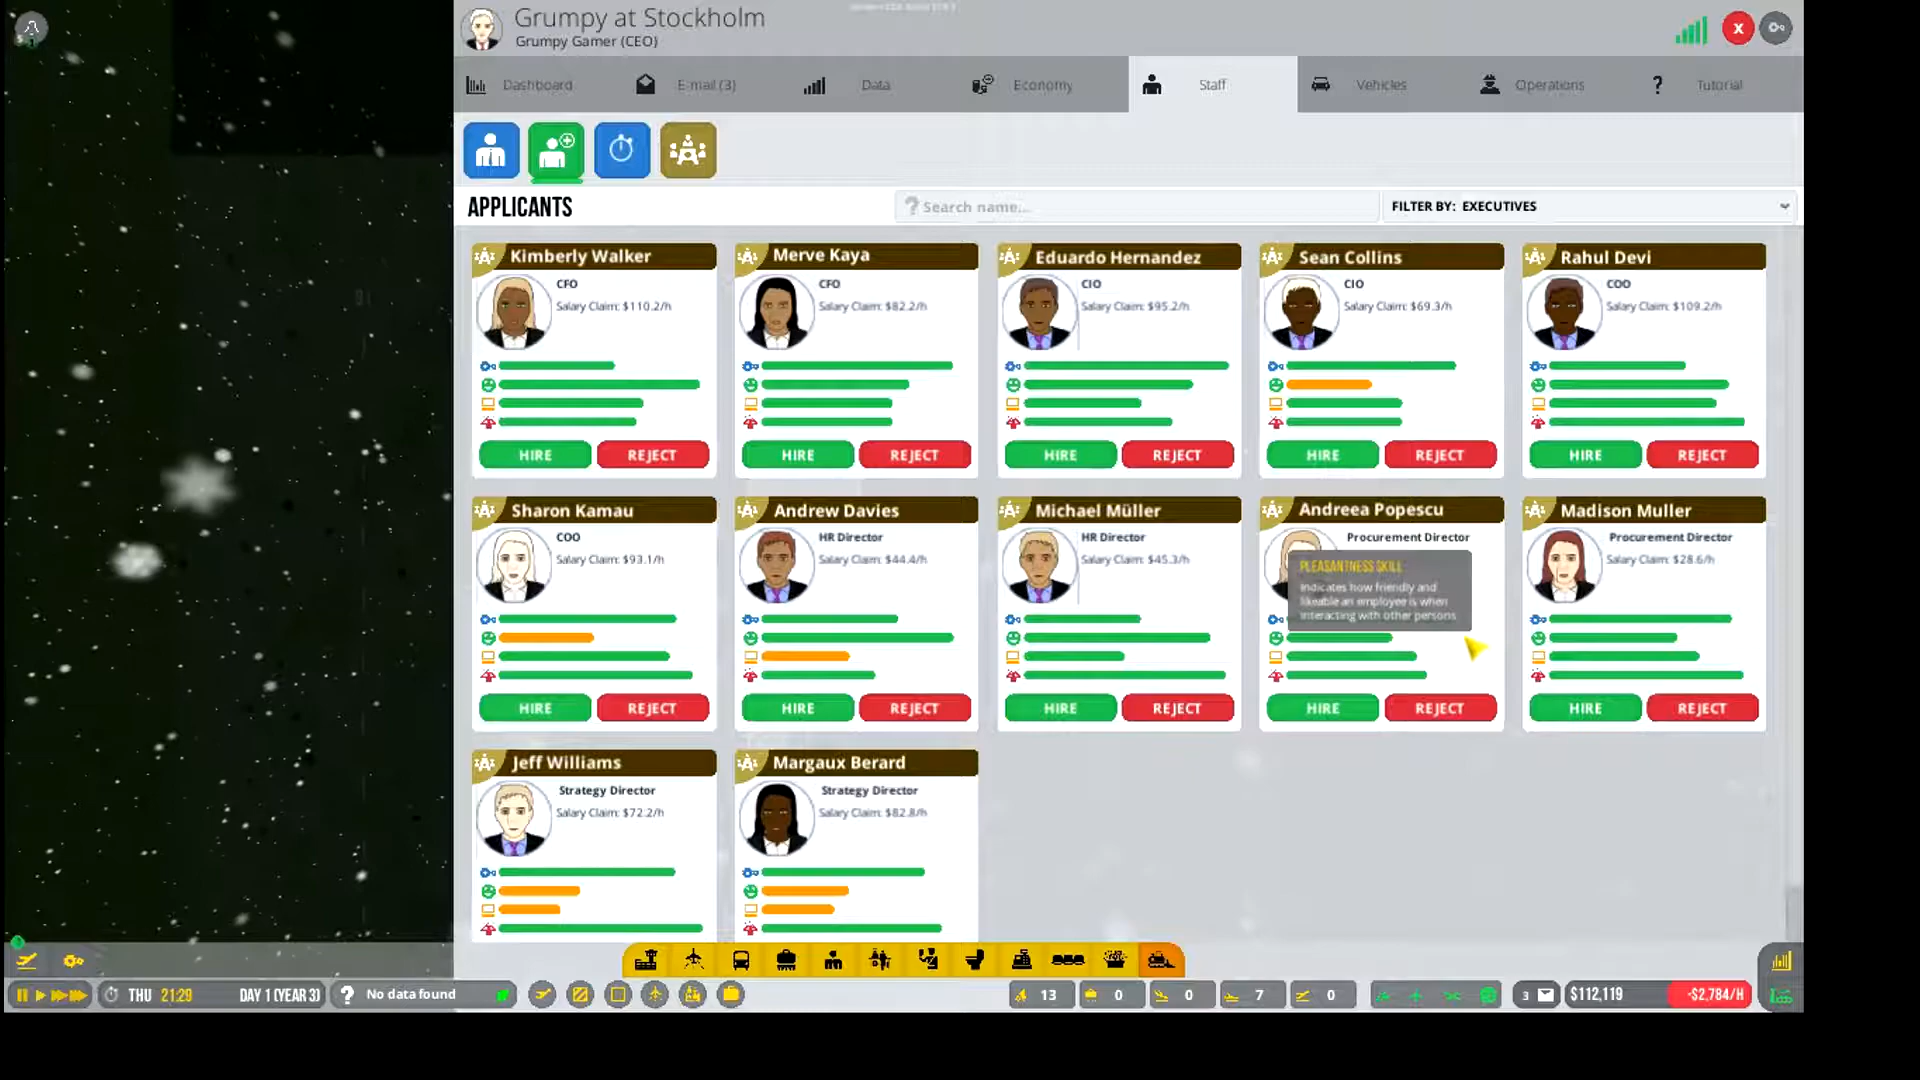 Grumpy at Stockholm
Grumpy Gamer (CEO)
X
Dashboard
E-mail (3)
Data
Economy
Staff
Vehicles
Operations
? Tutorial
APPLICANTS
? Search name...
FILTER BY: EXECUTIVES
Kimberly Walker
CFO
Salary Claim: $110.2/h
HIRE REJECT
Merve Kaya
CFO
Salary Claim: $82.2/h
HIRE REJECT
Eduardo Hernandez
CIO
Salary Claim: $95.2/h
HIRE REJECT
Sean Collins
CIO
Salary Claim: $69.3/h
HIRE REJECT
Rahul Devi
COO
Salary Claim: $109.2/h
HIRE REJECT
Sharon Kamau
COO
Salary Claim: $93.1/h
HIRE REJECT
Andrew Davies
HR Director
Salary Claim: $44.4/h
HIRE REJECT
Michael Müller
HR Director
Salary Claim: $45.3/h
HIRE REJECT
Andreea Popescu
Procurement Director
PLEASANTNESS SKILL
Indicates how friendly and
likeable an employee is when
interacting with other persons
HIRE REJECT
Madison Muller
Procurement Director
Salary Claim: $28.6/h
HIRE REJECT
Jeff Williams
Strategy Director
Salary Claim: $72.2/h
Margaux Berard
Strategy Director
Salary Claim: $82.8/h
THU 21:29 DAY 1 (YEAR 3)
? No data found
13
0
0
7
0
3
$112,119
-$2,784/H